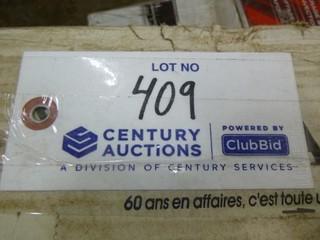 LOT NO
409
CENTURY AUCTIONS
POWERED BY
ClubBid
A DIVISION OF CENTURY SERVICES
60 ans en affaires, c'est toute